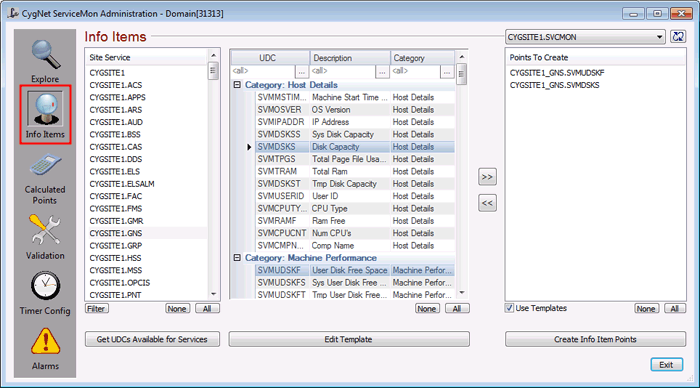 CygNet ServiceMon Administration - Domain[31313]
Info Items
CYGSITE1.SVCMON
Explore
Info Items
Calculated
Points
Validation
Timer Config
Alarms
Site Service
CYGSITE1
CYGSITE1.ACS
CYGSITE1.APPS
CYGSITE1.ARS
CYGSITE1.AUD
CYGSITE1.BSS
CYGSITE1.CAS
CYGSITE1.DDS
CYGSITE1.ELS
CYGSITE1.ELSALM
CYGSITE1.FAC
CYGSITE1.FMS
CYGSITE1.GMR
CYGSITE1.GNS
CYGSITE1.GRP
CYGSITE1.HSS
CYGSITE1.MSS
CYGSITE1.OPCIS
CYGSITE1.PNT
Filter None All
Get UDCs Available for Services
UDC Description Category
<all> ... <all> ... <all> ...
Category: Host Details
SVMMSTIM... Machine Start Time ... Host Details
SVMOSVER OS Version Host Details
SVMIPADDR IP Address Host Details
SVMDSKSS Sys Disk Capacity Host Details
SVMDSKS Disk Capacity Host Details
SVMTPGS Total Page File Usa... Host Details
SVMTRAM Total Ram Host Details
SVMDSKST Tmp Disk Capacity Host Details
SVMUSERID User ID Host Details
SVMCPUTY... CPU Type Host Details
SVMRAMF Ram Free Host Details
SVMCPUCNT Num CPU's Host Details
SVMCMPN... Comp Name Host Details
Category: Machine Performance
SVMUDSKF User Disk Free Space Machine Perfor...
SVMUDSKFS Sys User Disk Free ... Machine Perfor...
SVMUDSKFT Tmp User Disk Free ... Machine Perfor...
None All
Edit Template
>>
<<
Points To Create
CYGSITE1_GNS.SVMUDSKF
CYGSITE1_GNS.SVMDSKS
Use Templates None All
Create Info Item Points
Exit